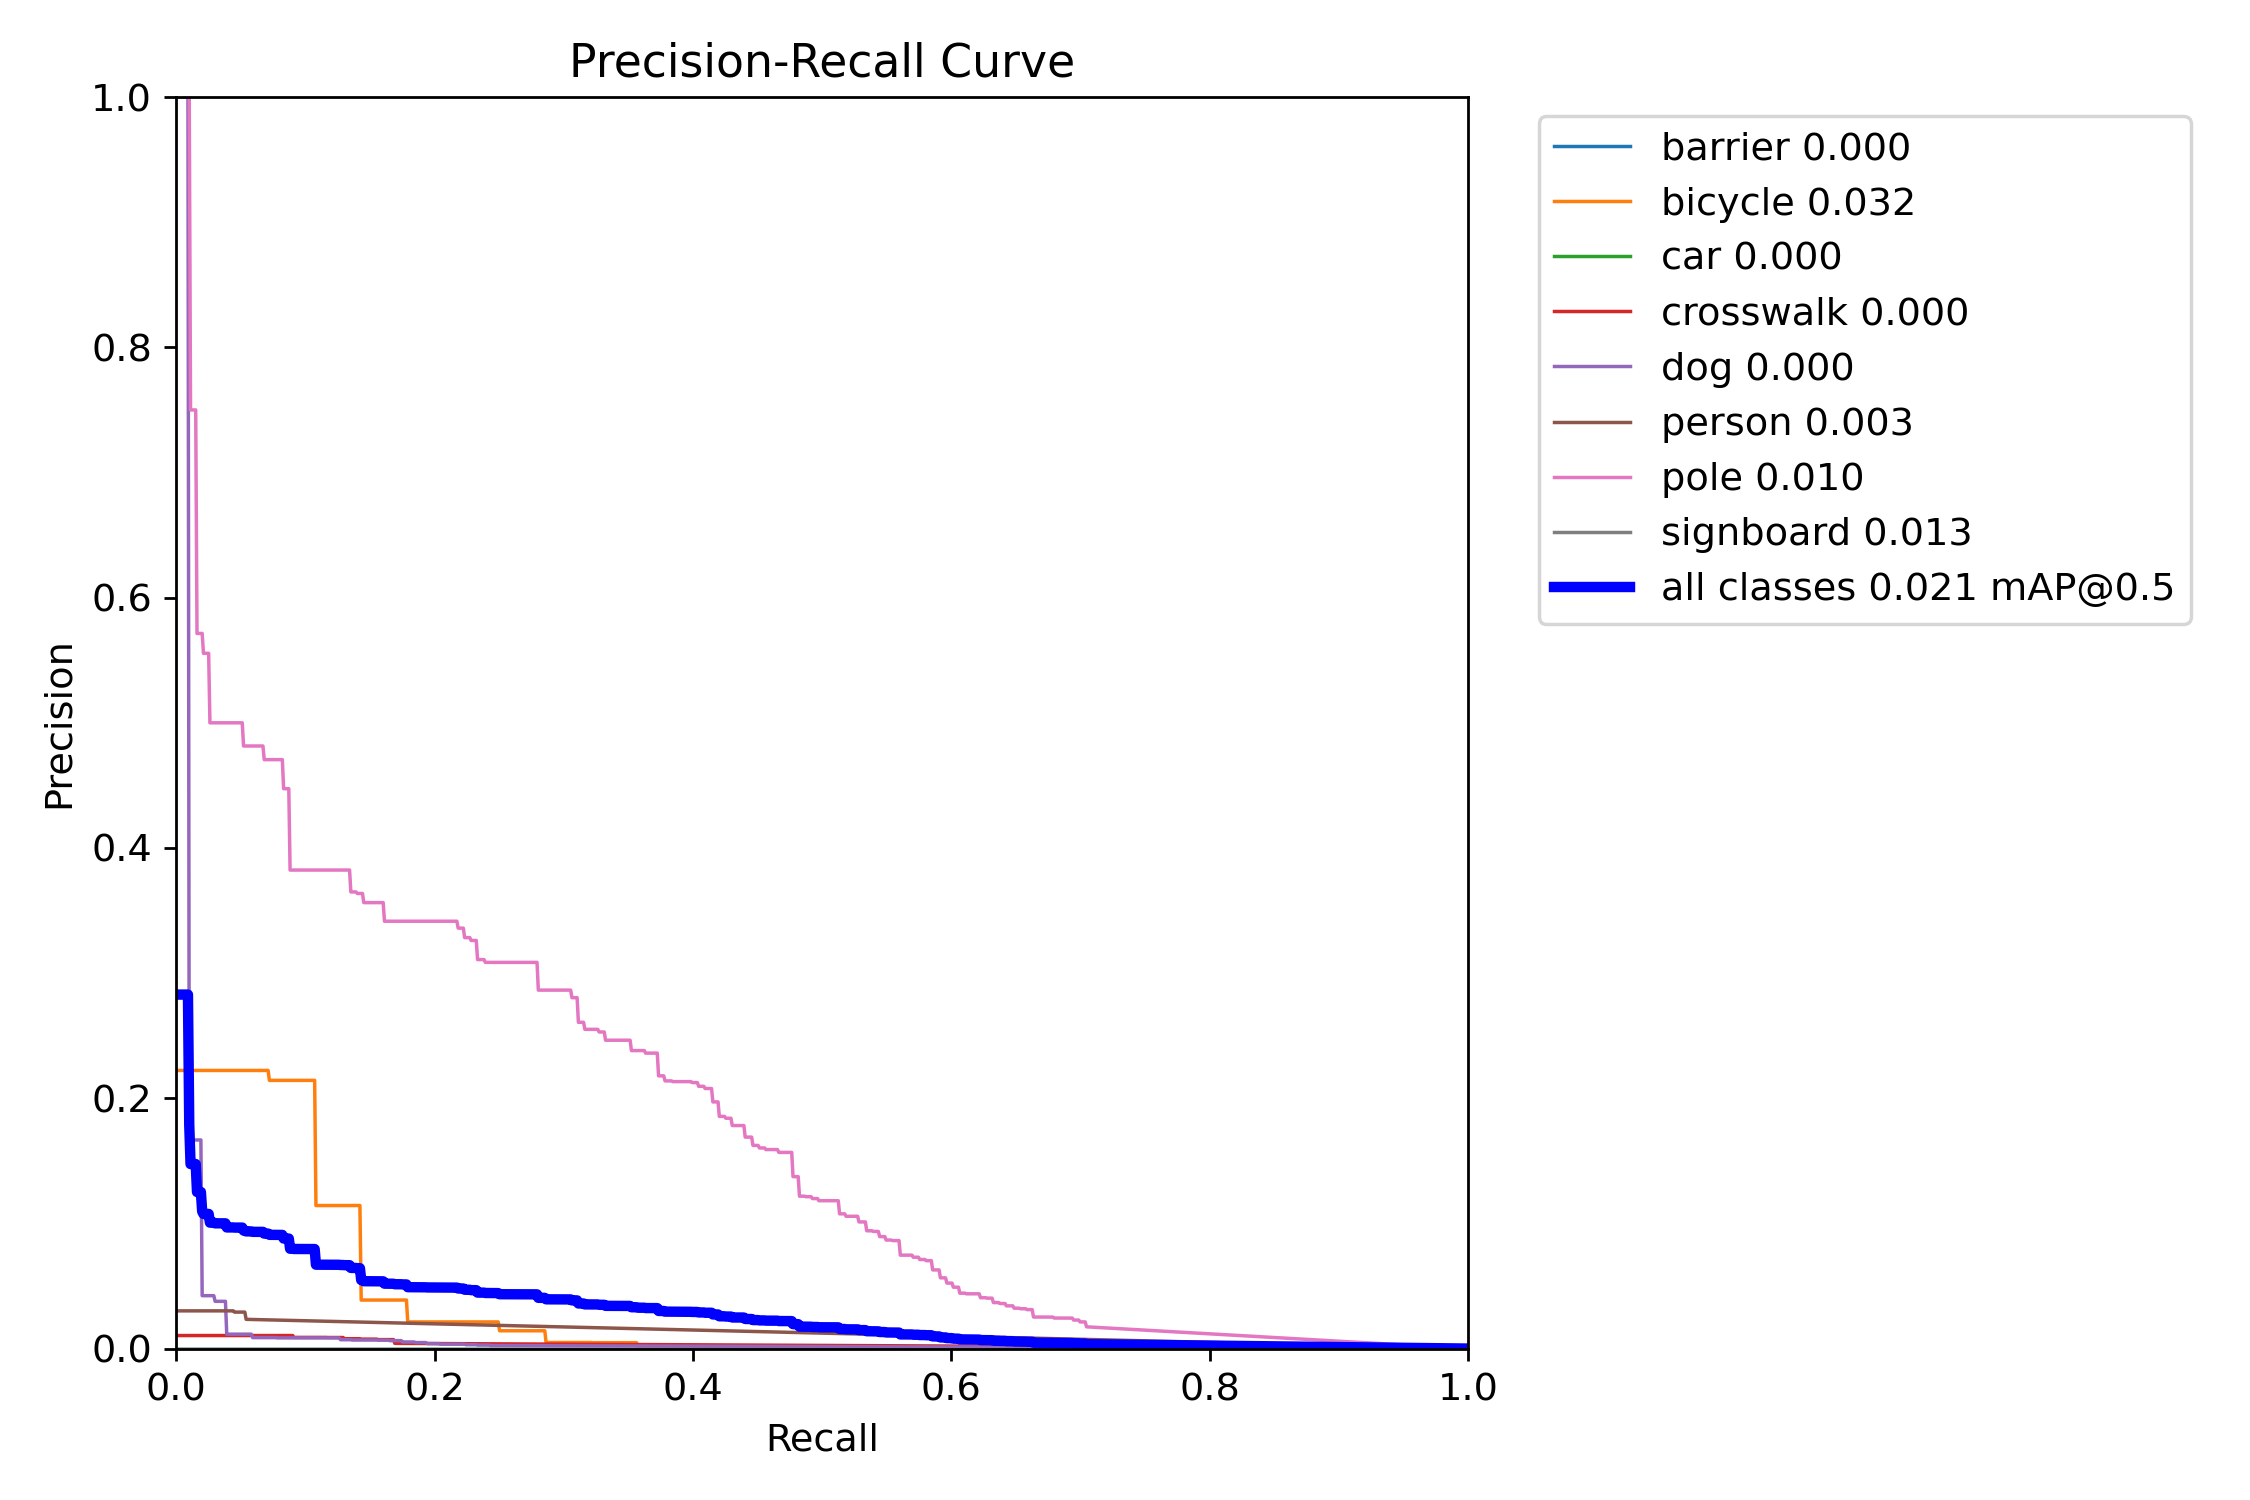 Precision-Recall Curve
1.0
0.8
0.6
0.4
0.2
0.0
Precision
0.0 0.2 0.4 0.6 0.8 1.0
Recall
barrier 0.000
bicycle 0.032
car 0.000
crosswalk 0.000
dog 0.000
person 0.003
pole 0.010
signboard 0.013
all classes 0.021 mAP@0.5